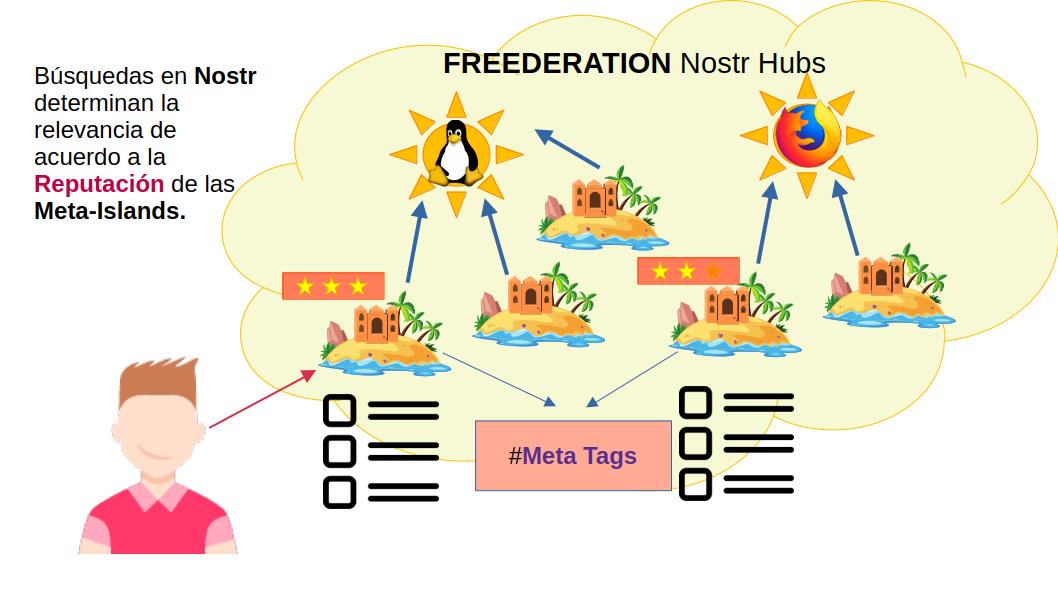 FREEDERATION Nostr Hubs
Búsquedas en Nostr
determinan la
relevancia de
acuerdo a la
Reputación de las
Meta-Islands.
#Meta Tags